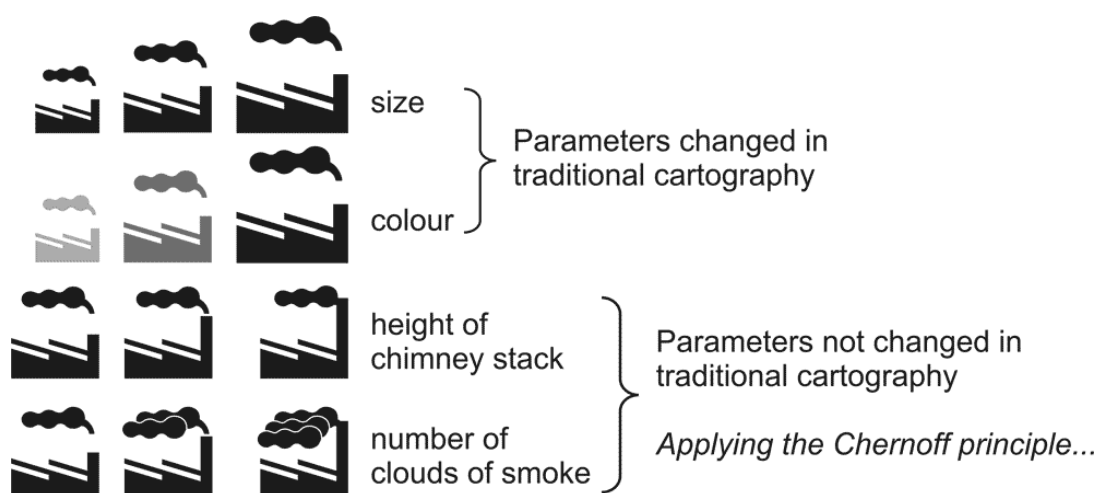 size
colour
Parameters changed in
traditional cartography
height of
chimney stack
number of
clouds of smoke
Parameters not changed in
traditional cartography
Applying the Chernoff principle...